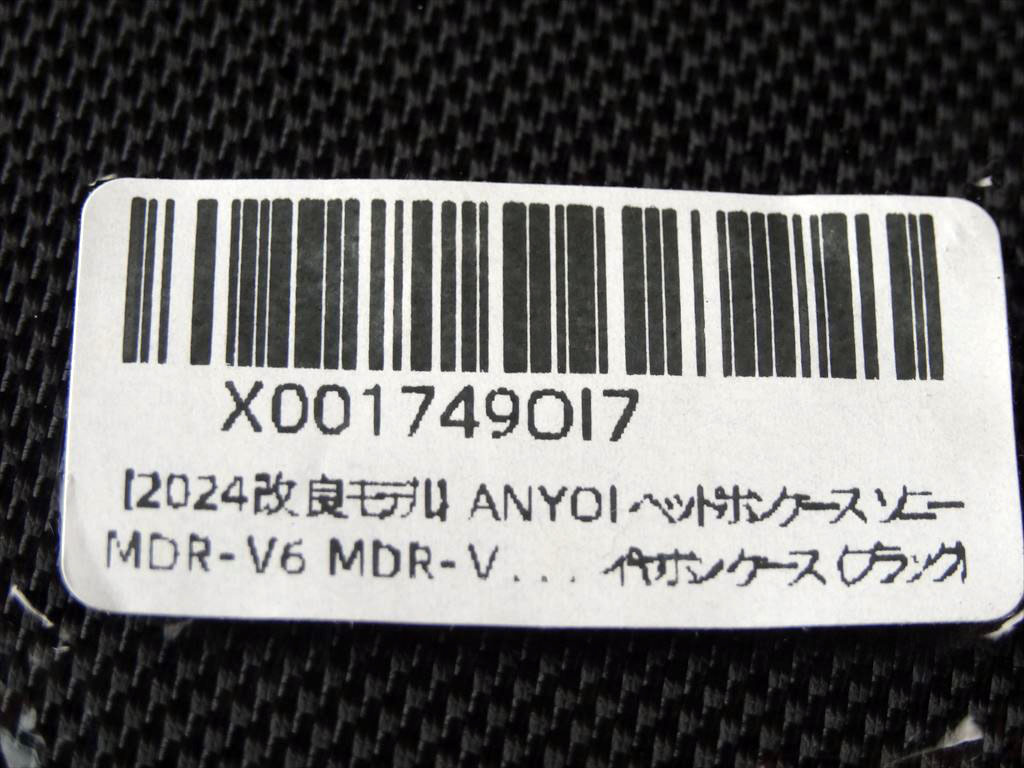 X001749OI7
【2024改良モデル】 ANYOI ヘッドホンケース ソニー
MDR-V6 MDR-V... イヤホンケース (ブラック)